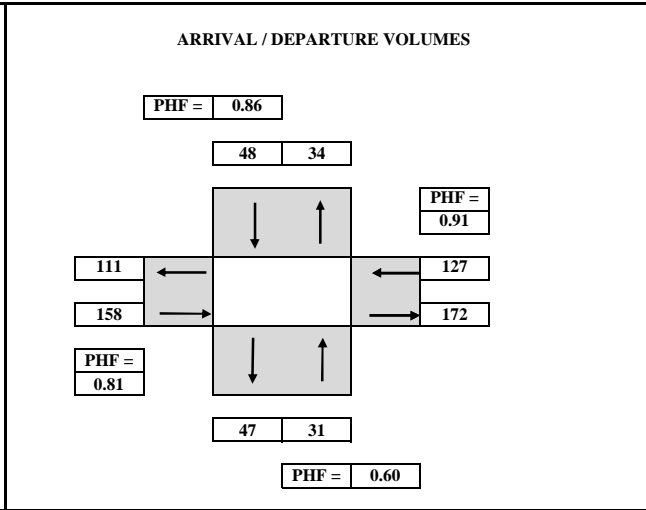 ARRIVAL / DEPARTURE VOLUMES
PHF = 0.86
48 34
PHF =
0.91
111 127
158 172
PHF =
0.81
47 31
PHF = 0.60